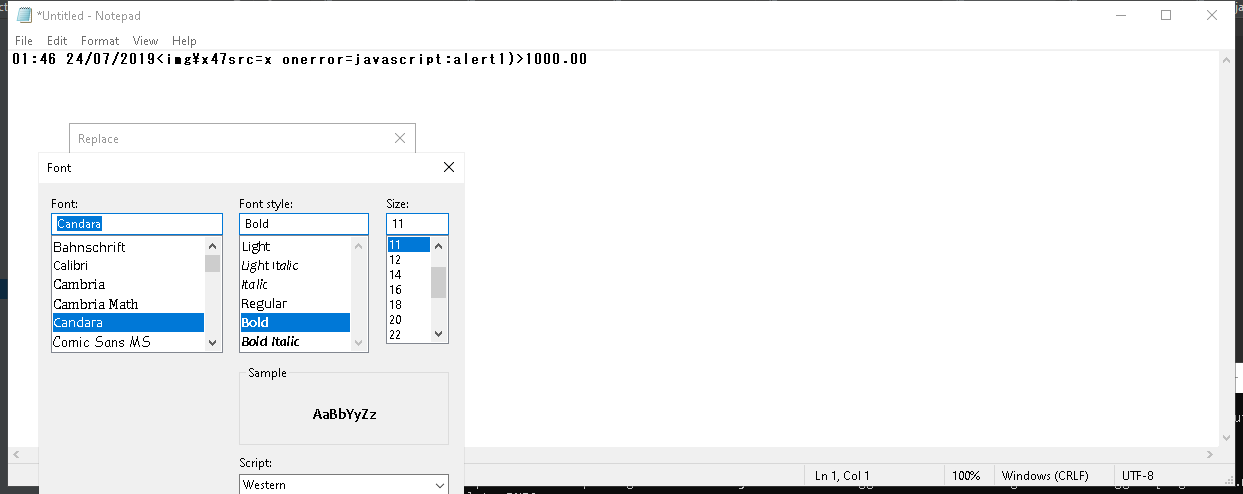 *Untitled - Notepad
File Edit Format View Help
01:46 24/07/2019<img¥x47src=x onerror=javascript:alert1)>1000.00
Replace
Font
Font: Font style: Size:
Candara Bold 11
Bahnschrift Light 11
Calibri Light Italic 12
Cambria Italic 14
Cambria Math Regular 16
Candara Bold 18
Comic Sans MS Bold Italic 20
22
Sample
AaBbYyZz
Script:
Western
Ln 1, Col 1 100% Windows (CRLF) UTF-8